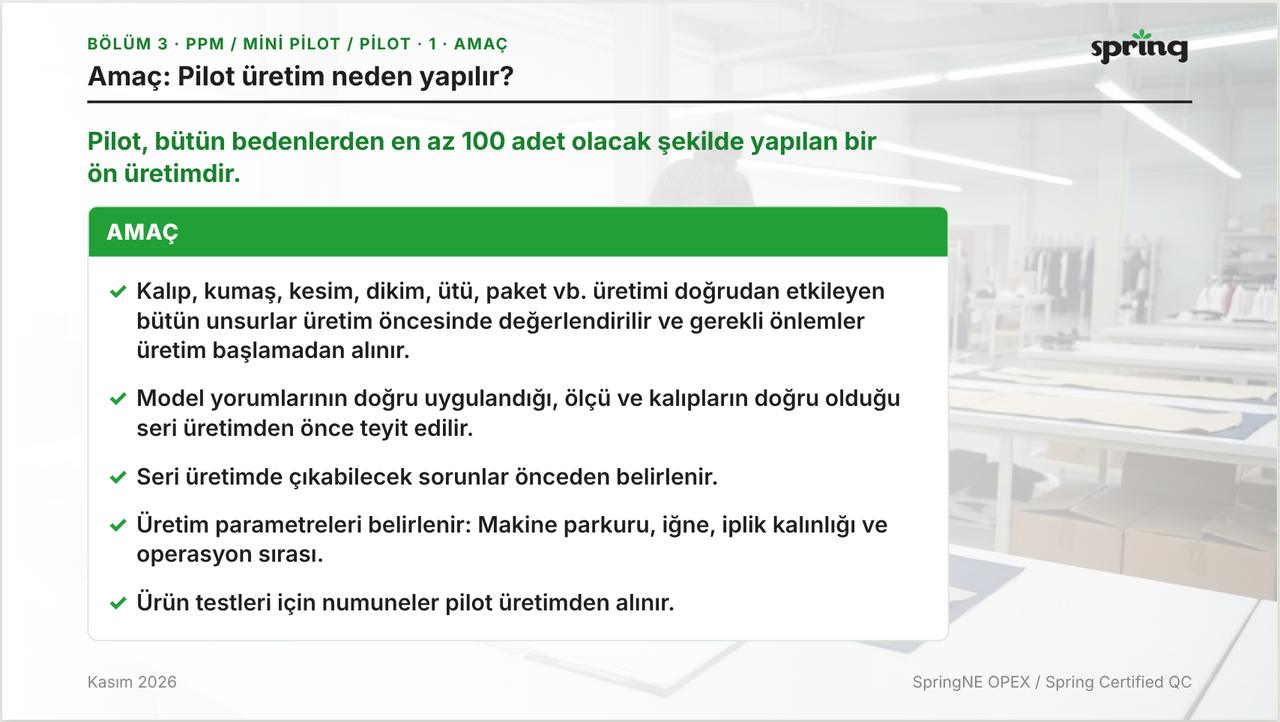 BÖLÜM 3 · PPM / MİNİ PİLOT / PİLOT · 1 · AMAÇ
spring
Amaç: Pilot üretim neden yapılır?
Pilot, bütün bedenlerden en az 100 adet olacak şekilde yapılan bir
ön üretimdir.
AMAÇ
✓ Kalıp, kumaş, kesim, dikim, ütü, paket vb. üretimi doğrudan etkileyen
bütün unsurlar üretim öncesinde değerlendirilir ve gerekli önlemler
üretim başlamadan alınır.
✓ Model yorumlarının doğru uygulandığı, ölçü ve kalıpların doğru olduğu
seri üretimden önce teyit edilir.
✓ Seri üretimde çıkabilecek sorunlar önceden belirlenir.
✓ Üretim parametreleri belirlenir: Makine parkuru, iğne, iplik kalınlığı ve
operasyon sırası.
✓ Ürün testleri için numuneler pilot üretimden alınır.
Kasım 2026
SpringNE OPEX / Spring Certified QC